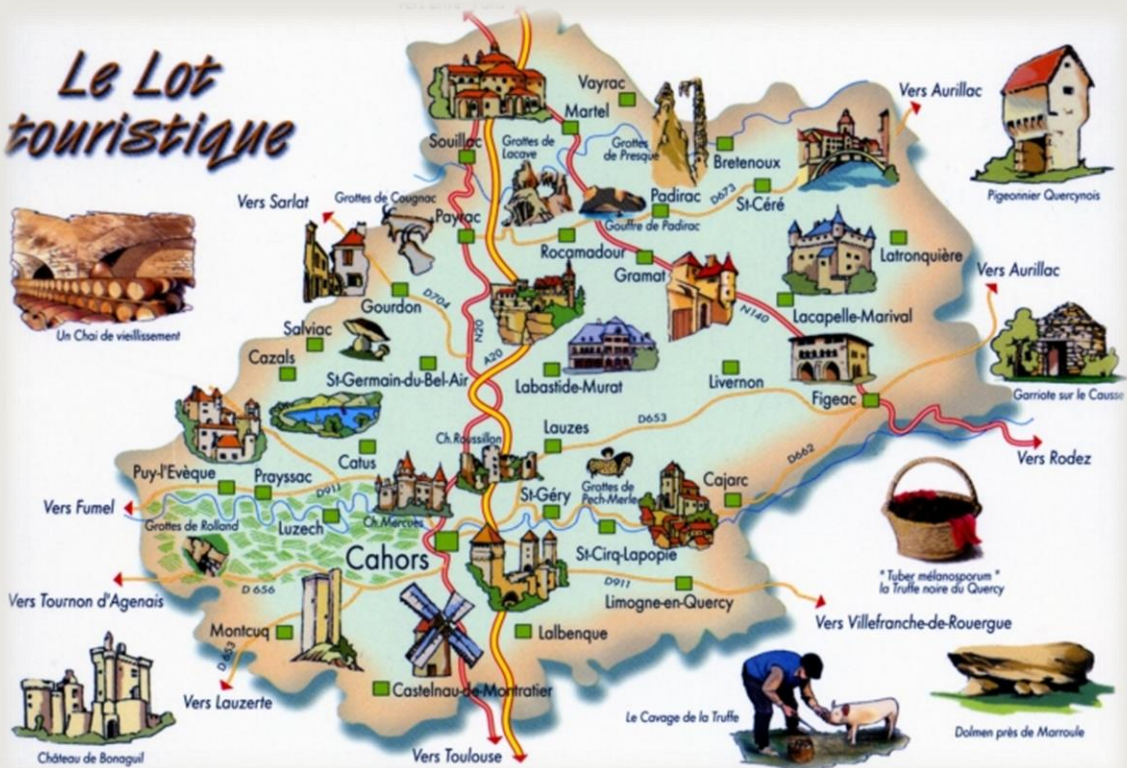 Le Lot
touristique
Vayrac
Martel
Vers Aurillac
Souillac
Grottes de
Lacave
Grottes
de Presque
Bretenoux
Pigeonnier Quercynois
Vers Sarlat
Grottes de Cougnac
Padirac
D673
St-Céré
Payrac
Gouffre de Padirac
Rocamadour
Gramat
Latronquière
Vers Aurillac
Un Chai de vieillissement
Gourdon
D704
N20
N140
Lacapelle-Marival
Salviac
Cazals
A20
St-Germain-du-Bel-Air
Labastide-Murat
Livernon
Figeac
Garriote sur le Causse
D653
Lauzes
Ch.Roussillon
Vers Rodez
D662
Catus
Puy-l'Evèque
Prayssac
D911
St-Géry
Grottes de
Pech-Merle
Cajarc
Vers Fumel
Grottes de Rolland
Luzech
Ch.Mercuès
Cahors
St-Cirq-Lapopie
"Tuber mélanosporum"
la Truffe noire du Quercy
Vers Tournon d'Agenais
D 656
D911
Limogne-en-Quercy
Vers Villefranche-de-Rouergue
Montcuq
Lalbenque
D653
Vers Lauzerte
Castelnau-de-Montratier
Le Cavage de la Truffe
Dolmen près de Marroule
Château de Bonaguil
Vers Toulouse